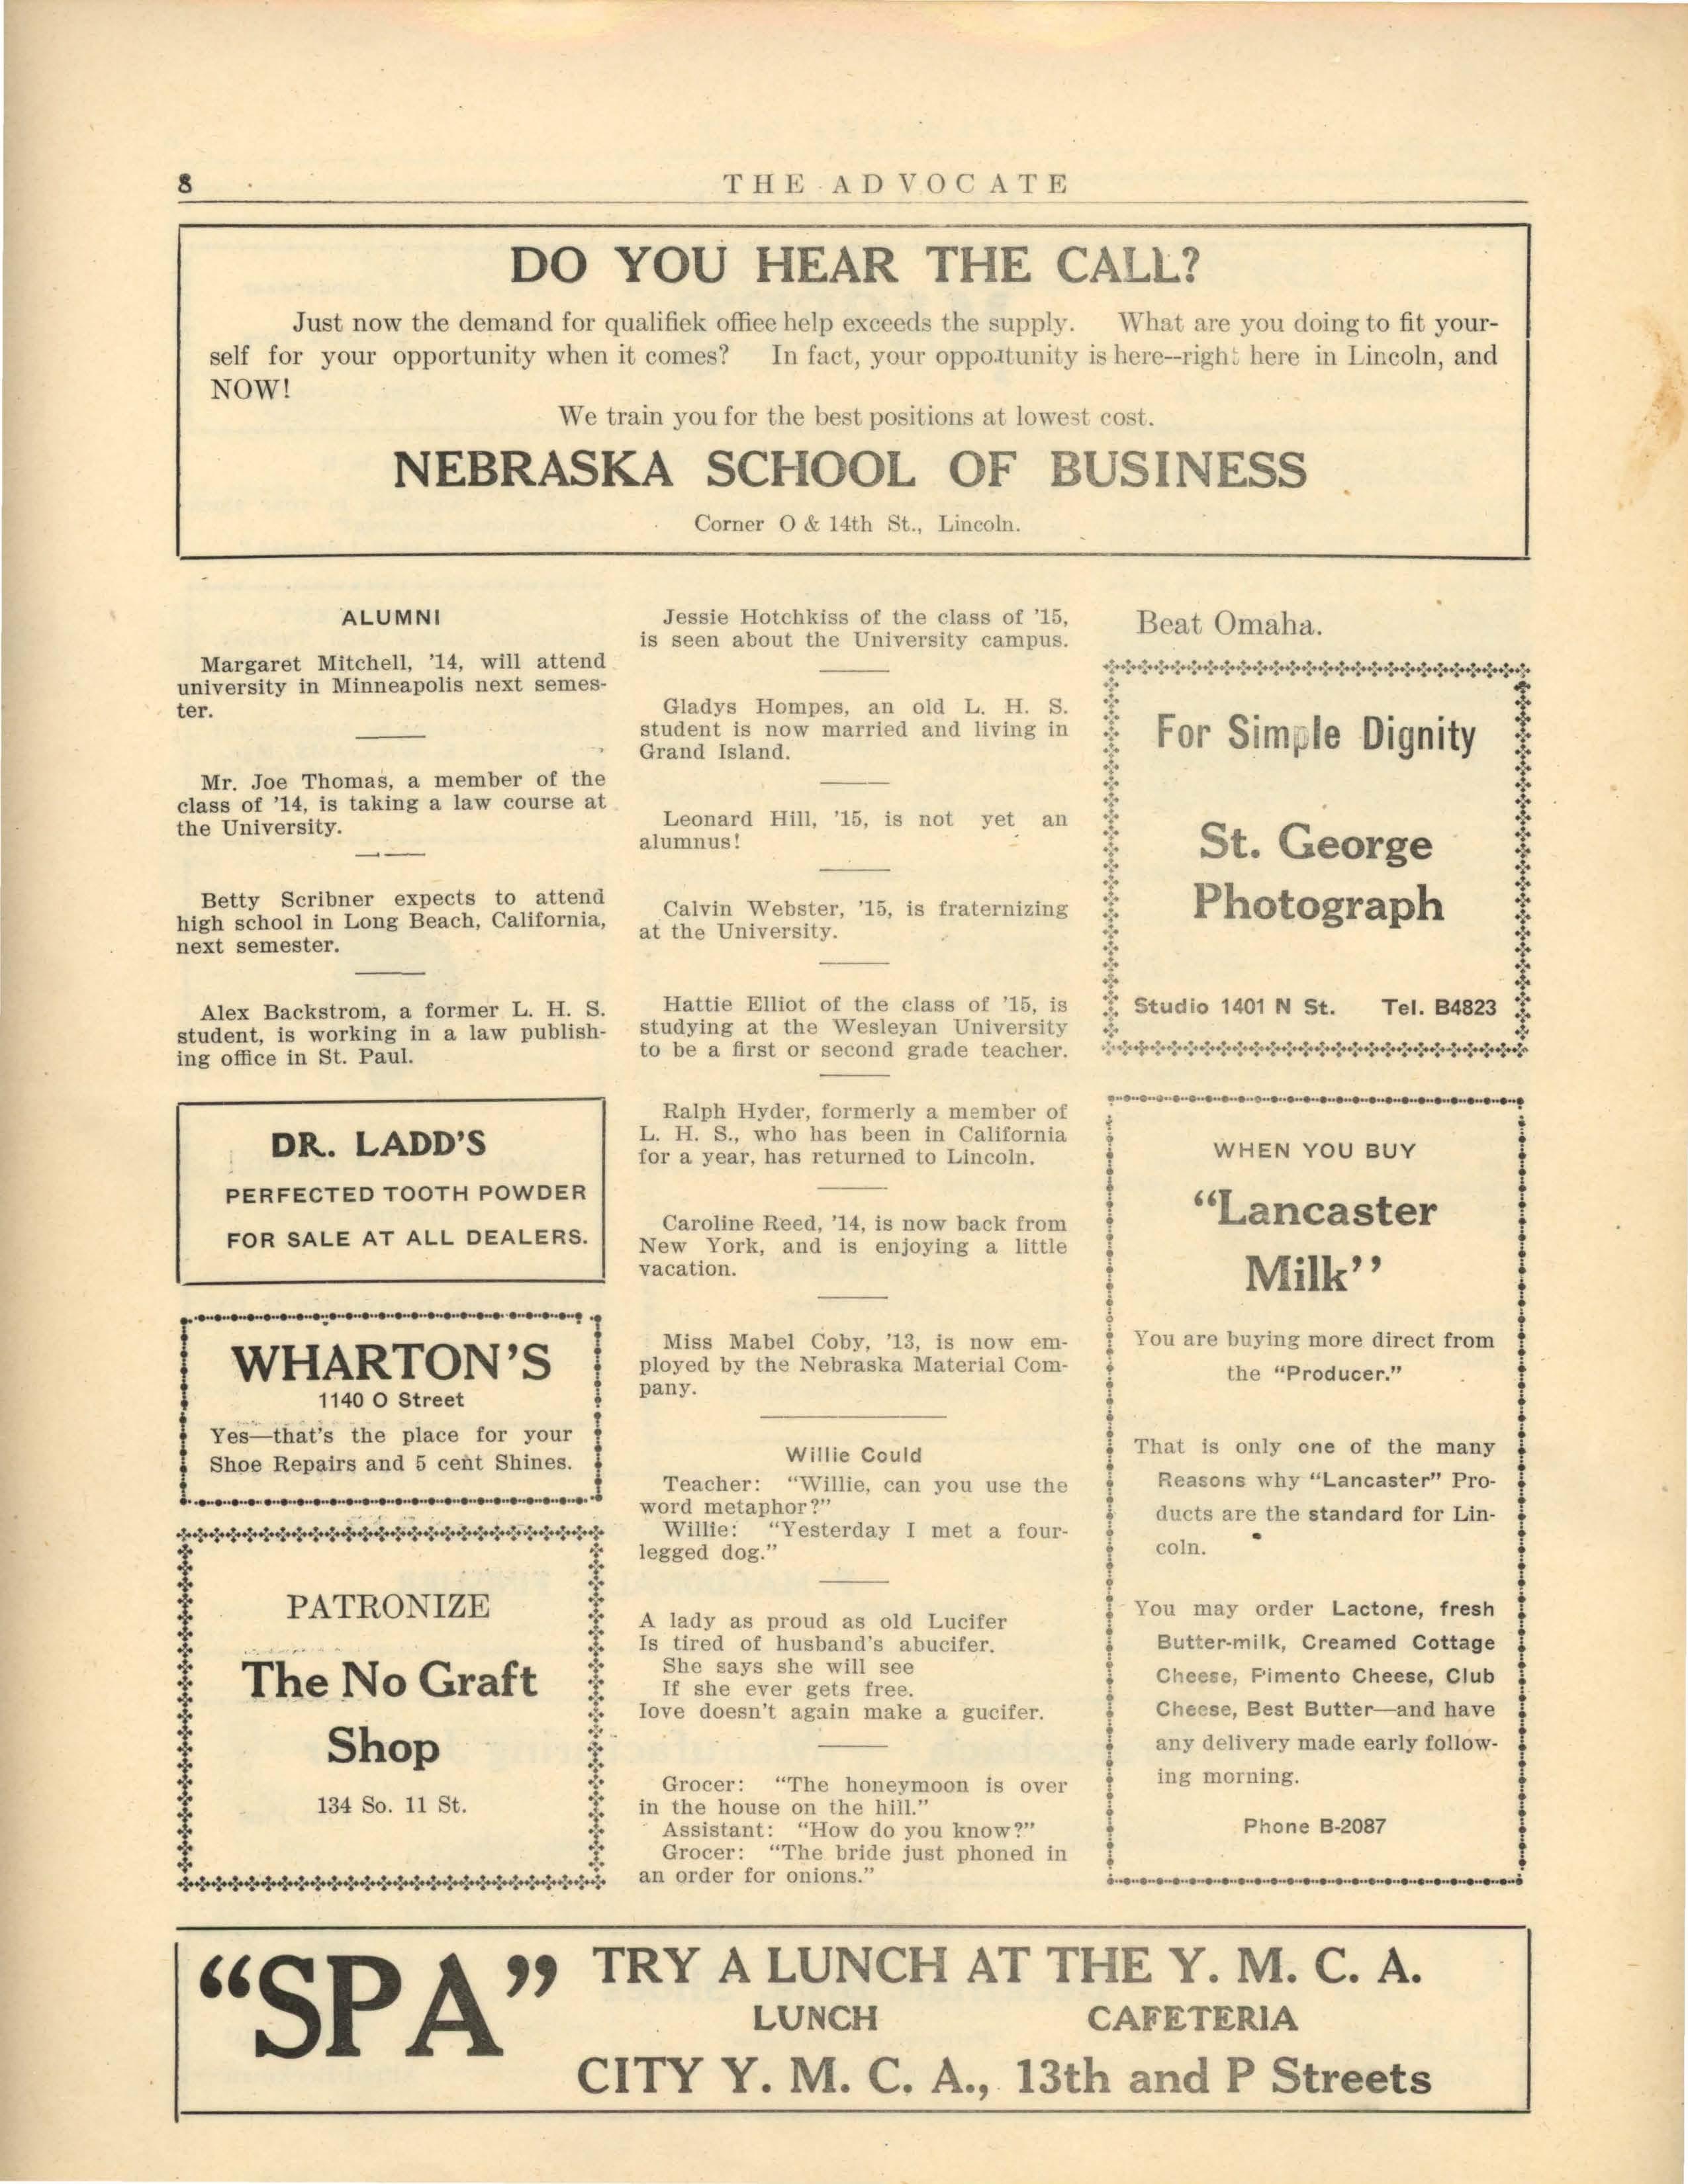 8
THE ADVOCATE
DO YOU HEAR THE CALL?
Just now the demand for qualifiek offiee help exceeds the supply. What are you doing to fit your-
self for your opportunity when it comes? In fact, your opportunity is here--right here in Lincoln, and
NOW!
We train you for the best positions at lowest cost.
NEBRASKA SCHOOL OF BUSINESS
Corner O & 14th St., Lincoln.
ALUMNI
Margaret Mitchell, '14, will attend
university in Minneapolis next semes-
ter.
Mr. Joe Thomas, a member of the
class of '14, is taking a law course at
the University.
Betty Scribner expects to attend
high school in Long Beach, California,
next semester.
Alex Backstrom, a former L. H. S.
student, is working in a law publish-
ing office in St. Paul.
DR. LADD'S
PERFECTED TOOTH POWDER
FOR SALE AT ALL DEALERS.
WHARTON'S
1140 O Street
Yes—that's the place for your
Shoe Repairs and 5 cent Shines.
PATRONIZE
The No Graft
Shop
134 So. 11 St.
Jessie Hotchkiss of the class of '15,
is seen about the University campus.
Gladys Hompes, an old L. H. S.
student is now married and living in
Grand Island.
Leonard Hill, '15, is not yet an
alumnus!
Calvin Webster, '15, is fraternizing
at the University.
Hattie Elliot of the class of '15, is
studying at the Wesleyan University
to be a first or second grade teacher.
Ralph Hyder, formerly a member of
L. H. S., who has been in California
for a year, has returned to Lincoln.
Caroline Reed, '14, is now back from
New York, and is enjoying a little
vacation.
Miss Mabel Coby, '13, is now em-
ployed by the Nebraska Material Com-
pany.
Willie Could
Teacher: "Willie, can you use the
word metaphor?"
Willie: "Yesterday I met a four-
legged dog."
A lady as proud as old Lucifer
Is tired of husband's abucifer.
She says she will see
If she ever gets free.
love doesn't again make a gucifer.
Grocer: "The honeymoon is over
in the house on the hill."
Assistant: "How do you know?"
Grocer: "The bride just phoned in
an order for onions."
Beat Omaha.
For Simple Dignity
St. George
Photograph
Studio 1401 N St. Tel. B4823
WHEN YOU BUY
"Lancaster
Milk"
You are buying more direct from
the "Producer."
That is only one of the many
Reasons why "Lancaster" Pro-
ducts are the standard for Lin-
coln.
You may order Lactone, fresh
Butter-milk, Creamed Cottage
Cheese, Pimento Cheese, Club
Cheese, Best Butter—and have
any delivery made early follow-
ing morning.
Phone B-2087
"SPA"
TRY A LUNCH AT THE Y. M. C. A.
LUNCH CAFETERIA
CITY Y. M. C. A., 13th and P Streets